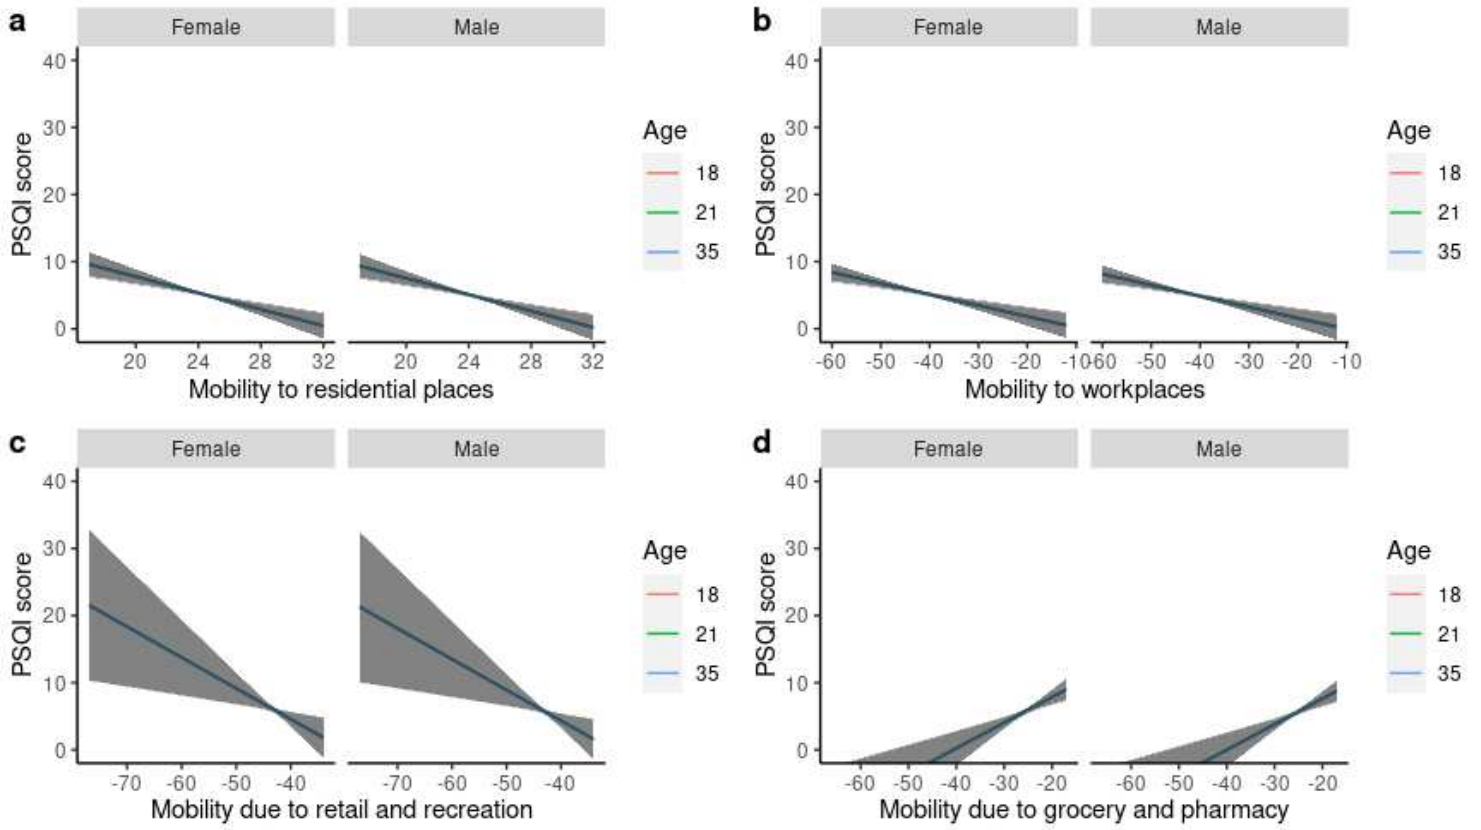 a
Female
Male
PSQI score
40
30
20
10
0
20 24 28 32
20 24 28 32
Mobility to residential places
Age
18
21
35
b
Female
Male
PSQI score
40
30
20
10
0
-60 -50 -40 -30 -20 -10
-60 -50 -40 -30 -20 -10
Mobility to workplaces
Age
18
21
35
c
Female
Male
PSQI score
40
30
20
10
0
-70 -60 -50 -40
-70 -60 -50 -40
Mobility due to retail and recreation
Age
18
21
35
d
Female
Male
PSQI score
40
30
20
10
0
-60 -50 -40 -30 -20
-60 -50 -40 -30 -20
Mobility due to grocery and pharmacy
Age
18
21
35